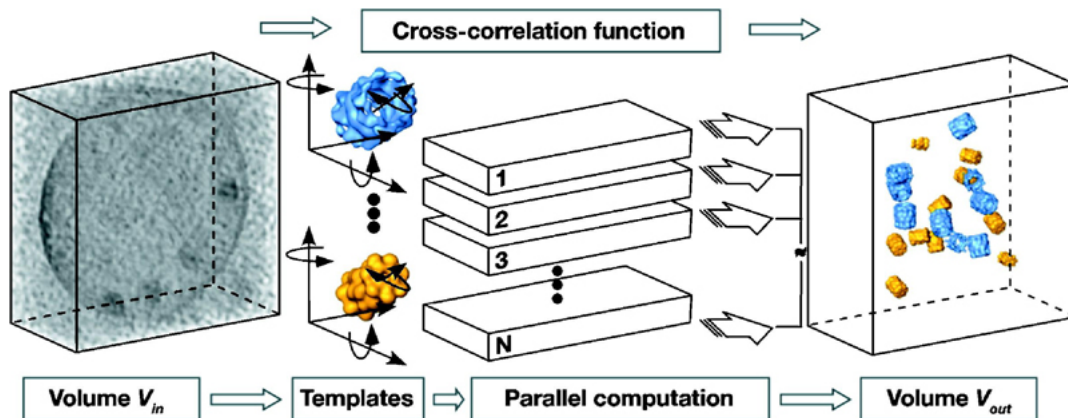 Cross-correlation function
1
2
3
N
Volume V_in
Templates
Parallel computation
Volume V_out